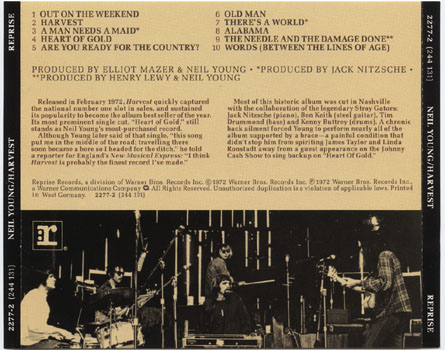 2277-2 (244 131) NEIL YOUNG/HARVEST REPRISE
1 OUT ON THE WEEKEND
2 HARVEST
3 A MAN NEEDS A MAID*
4 HEART OF GOLD
5 ARE YOU READY FOR THE COUNTRY?
6 OLD MAN
7 THERE'S A WORLD*
8 ALABAMA
9 THE NEEDLE AND THE DAMAGE DONE**
10 WORDS (BETWEEN THE LINES OF AGE)
PRODUCED BY ELLIOT MAZER & NEIL YOUNG · *PRODUCED BY JACK NITZSCHE ·
**PRODUCED BY HENRY LEWY & NEIL YOUNG
Released in February 1972, Harvest quickly captured
the national number one slot in sales, and sustained
its popularity to become the album best seller of the year.
Its most prominent single cut, "Heart of Gold," still
stands as Neil Young's most-purchased record.
Although Young later said of that single, "this song
put me in the middle of the road; travelling there
soon became a bore so I headed for the ditch," he told
a reporter for England's New Musical Express: "I think
Harvest is probably the finest record I've made."
Most of this historic album was cut in Nashville
with the collaboration of the legendary Stray Gators:
Jack Nitzsche (piano), Ben Keith (steel guitar), Tim
Drummond (bass) and Kenny Buttrey (drums). A chronic
back ailment forced Young to perform nearly all of the
album supported by a brace – a painful condition that
didn't stop him from spiriting James Taylor and Linda
Ronstadt away from a guest appearance on the Johnny
Cash Show to sing backup on "Heart Of Gold."
Reprise Records, a division of Warner Bros. Records Inc. ©1972 Warner Bros. Records Inc. ℗1972 Warner Bros. Records Inc.,
a Warner Communications Company All Rights Reserved. Unauthorized duplication is a violation of applicable laws. Printed
in West Germany. 2277-2 (244 131)
r
NEIL YOUNG/HARVEST 2277-2 (244 131)
REPRISE